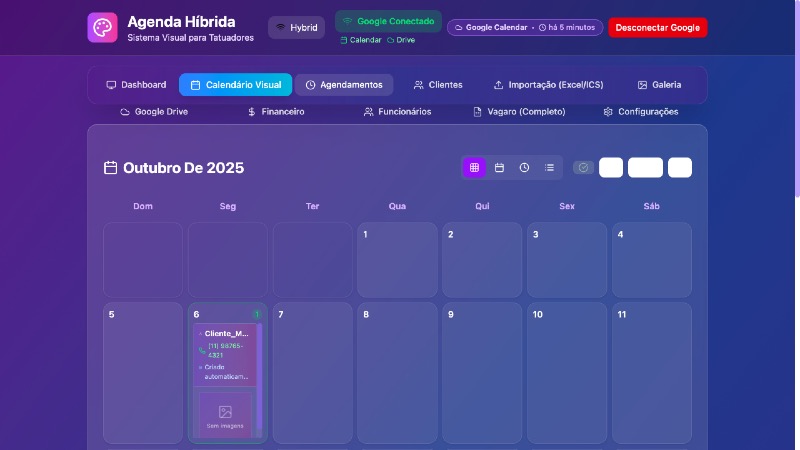 Agenda Híbrida
Sistema Visual para Tatuadores
Hybrid
Google Conectado
Calendar Drive
Google Calendar • há 5 minutos
Desconectar Google
Dashboard
Calendário Visual
Agendamentos
Clientes
Importação (Excel/ICS)
Galeria
Google Drive
Financeiro
Funcionários
Vagaro (Completo)
Configurações
Outubro De 2025
Dom Seg Ter Qua Qui Sex Sáb
1 2 3 4
5 6 1 7 8 9 10 11
Cliente_M...
(11) 98765-
4321
Criado
automaticam...
Sem imagens